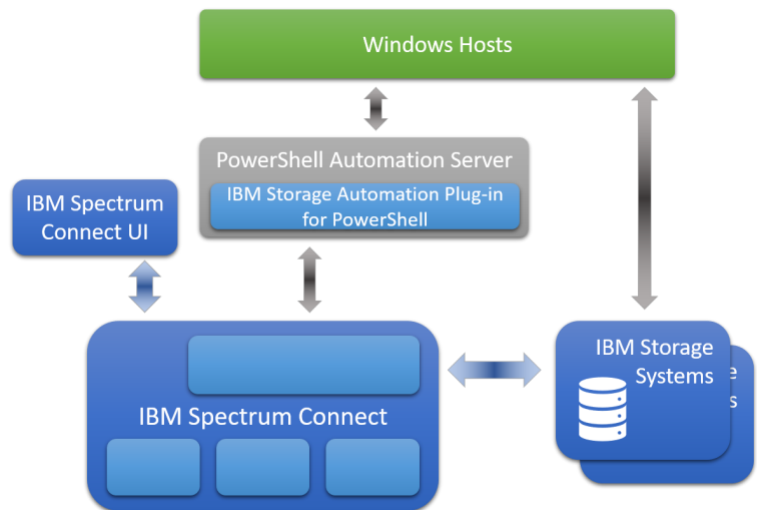 Windows Hosts
PowerShell Automation Server
IBM Storage Automation Plug-in
for PowerShell
IBM Spectrum
Connect UI
IBM Storage
Systems
IBM Spectrum Connect